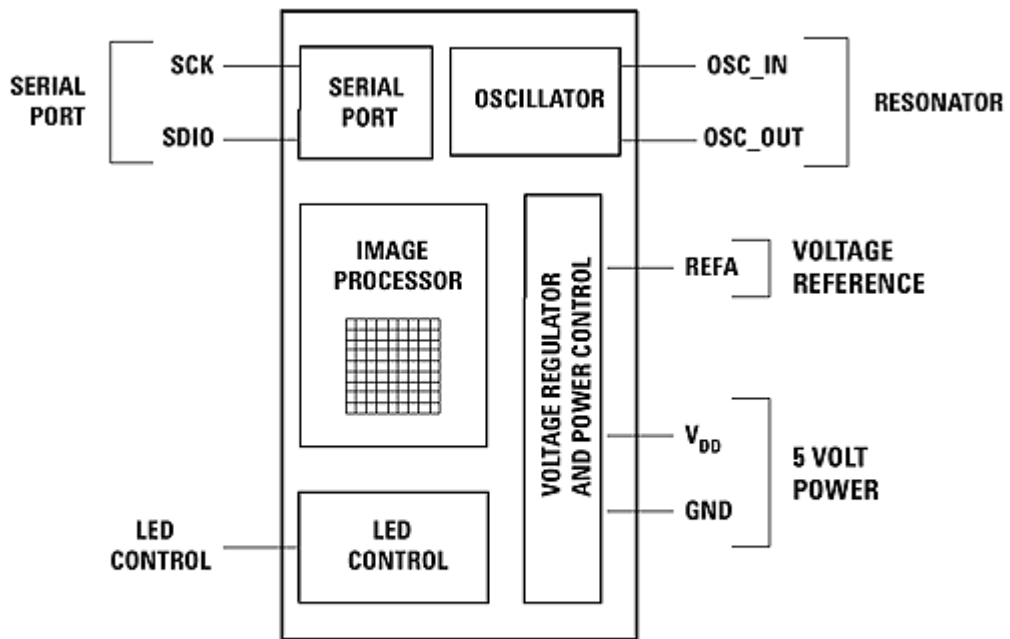 SERIAL
PORT
SCK
SDIO
SERIAL
PORT
OSCILLATOR
OSC_IN
OSC_OUT
RESONATOR
IMAGE
PROCESSOR
VOLTAGE REGULATOR
AND POWER CONTROL
REFA
VOLTAGE
REFERENCE
VDD
GND
5 VOLT
POWER
LED
CONTROL
LED
CONTROL